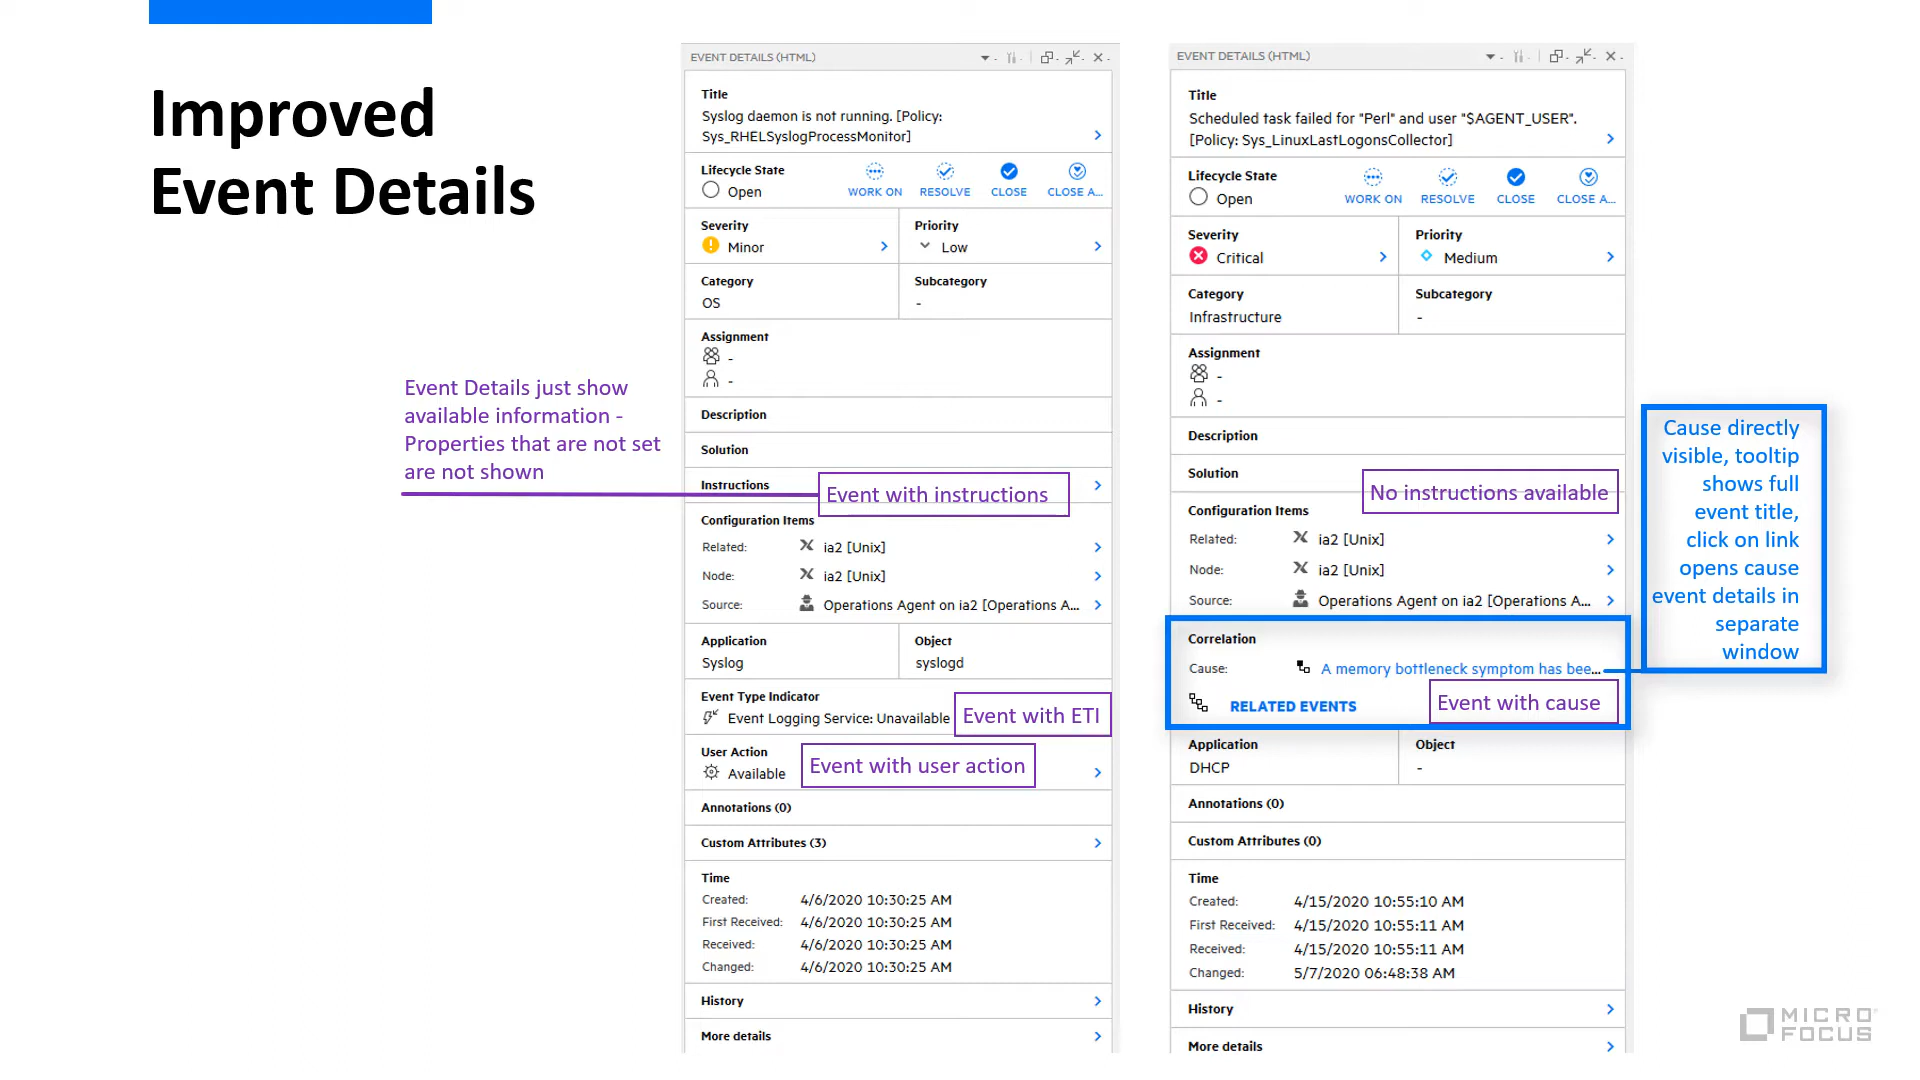 Improved
Event Details
Event Details just show
available information -
Properties that are not set
are not shown
EVENT DETAILS (HTML)
Title
Syslog daemon is not running. [Policy:
Sys_RHELSyslogProcessMonitor]
Lifecycle State
Open
WORK ON RESOLVE CLOSE CLOSE A...
Severity Priority
Minor Low
Category Subcategory
OS -
Assignment
-
-
Description
Solution
Instructions
Event with instructions
Configuration Items
Related: ia2 [Unix]
Node: ia2 [Unix]
Source: Operations Agent on ia2 [Operations A...
Application Object
Syslog syslogd
Event Type Indicator
Event Logging Service: Unavailable
Event with ETI
User Action
Available
Event with user action
Annotations (0)
Custom Attributes (3)
Time
Created: 4/6/2020 10:30:25 AM
First Received: 4/6/2020 10:30:25 AM
Received: 4/6/2020 10:30:25 AM
Changed: 4/6/2020 10:30:25 AM
History
More details
EVENT DETAILS (HTML)
Title
Scheduled task failed for "Perl" and user "$AGENT_USER".
[Policy: Sys_LinuxLastLogonsCollector]
Lifecycle State
Open
WORK ON RESOLVE CLOSE CLOSE A...
Severity Priority
Critical Medium
Category Subcategory
Infrastructure -
Assignment
-
-
Description
Solution
No instructions available
Configuration Items
Related: ia2 [Unix]
Node: ia2 [Unix]
Source: Operations Agent on ia2 [Operations A...
Correlation
Cause: A memory bottleneck symptom has bee...
RELATED EVENTS
Event with cause
Application Object
DHCP -
Annotations (0)
Custom Attributes (0)
Time
Created: 4/15/2020 10:55:10 AM
First Received: 4/15/2020 10:55:11 AM
Received: 4/15/2020 10:55:11 AM
Changed: 5/7/2020 06:48:38 AM
History
More details
Cause directly
visible, tooltip
shows full
event title,
click on link
opens cause
event details in
separate
window
MICRO
FOCUS